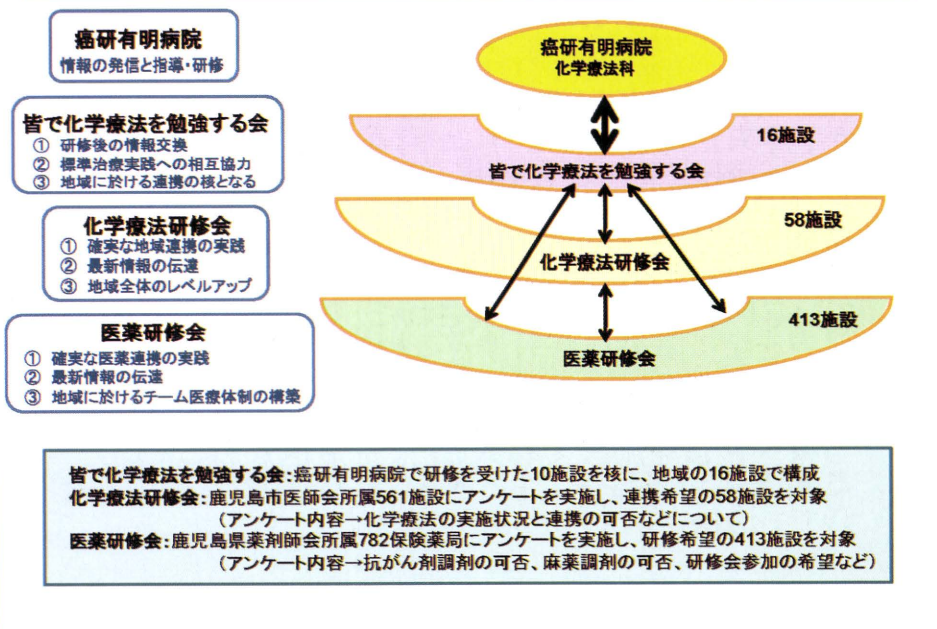 癌研有明病院
情報の発信と指導・研修
皆で化学療法を勉強する会
① 研修後の情報交換
② 標準治療実践への相互協力
③ 地域に於ける連携の核となる
化学療法研修会
① 確実な地域連携の実践
② 最新情報の伝達
③ 地域全体のレベルアップ
医薬研修会
① 確実な医薬連携の実践
② 最新情報の伝達
③ 地域に於けるチーム医療体制の構築
癌研有明病院
化学療法科
16施設
皆で化学療法を勉強する会
58施設
化学療法研修会
413施設
医薬研修会
皆で化学療法を勉強する会:癌研有明病院で研修を受けた10施設を核に、地域の16施設で構成
化学療法研修会:鹿児島市医師会所属561施設にアンケートを実施し、連携希望の58施設を対象
(アンケート内容→化学療法の実施状況と連携の可否などについて)
医薬研修会:鹿児島県薬剤師会所属782保険薬局にアンケートを実施し、研修希望の413施設を対象
(アンケート内容→抗がん剤調剤の可否、麻薬調剤の可否、研修会参加の希望など)